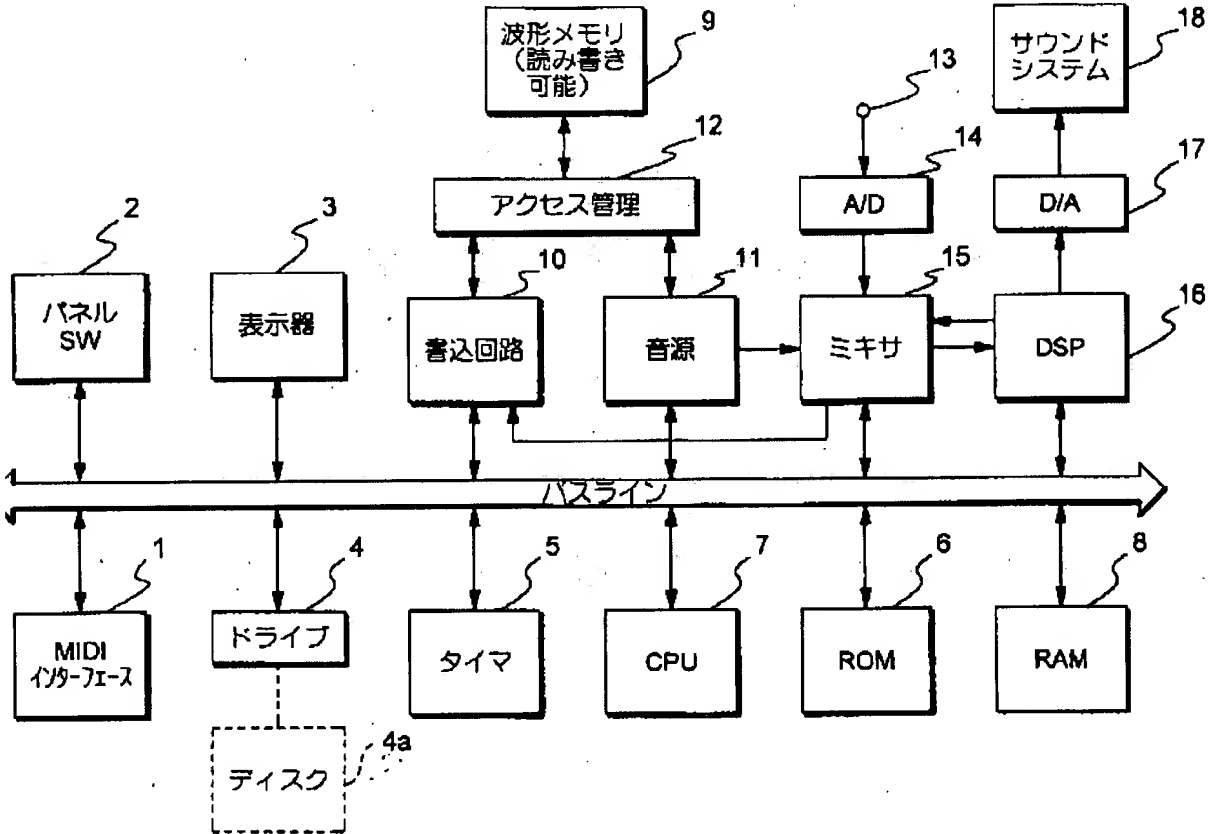 波形メモリ
（読み書き
可能）
9
サウンド
システム
18
13
12
14
17
アクセス管理
A/D
D/A
2
3
10
11
15
16
パネル
SW
表示器
書込回路
音源
ミキサ
DSP
バスライン
1
4
5
7
6
8
MIDI
インターフェース
ドライブ
タイマ
CPU
ROM
RAM
4a
ディスク